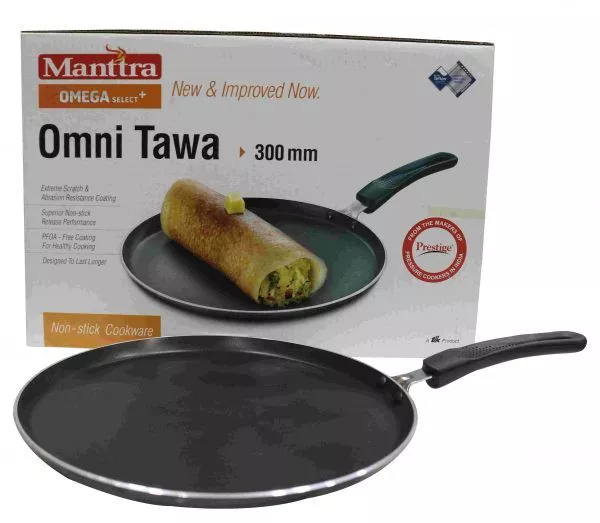 Manttra
OMEGA SELECT+
New & Improved Now.
Omni Tawa
300 mm
Extreme Scratch &
Abrasion Resistance Coating
Superior Non-stick
Release Performance
PFOA - Free Coating
For Healthy Cooking
Designed To Last Longer
FROM THE MAKERS OF
Prestige
PRESSURE COOKERS IN INDIA
Non-stick Cookware
A ttk Product